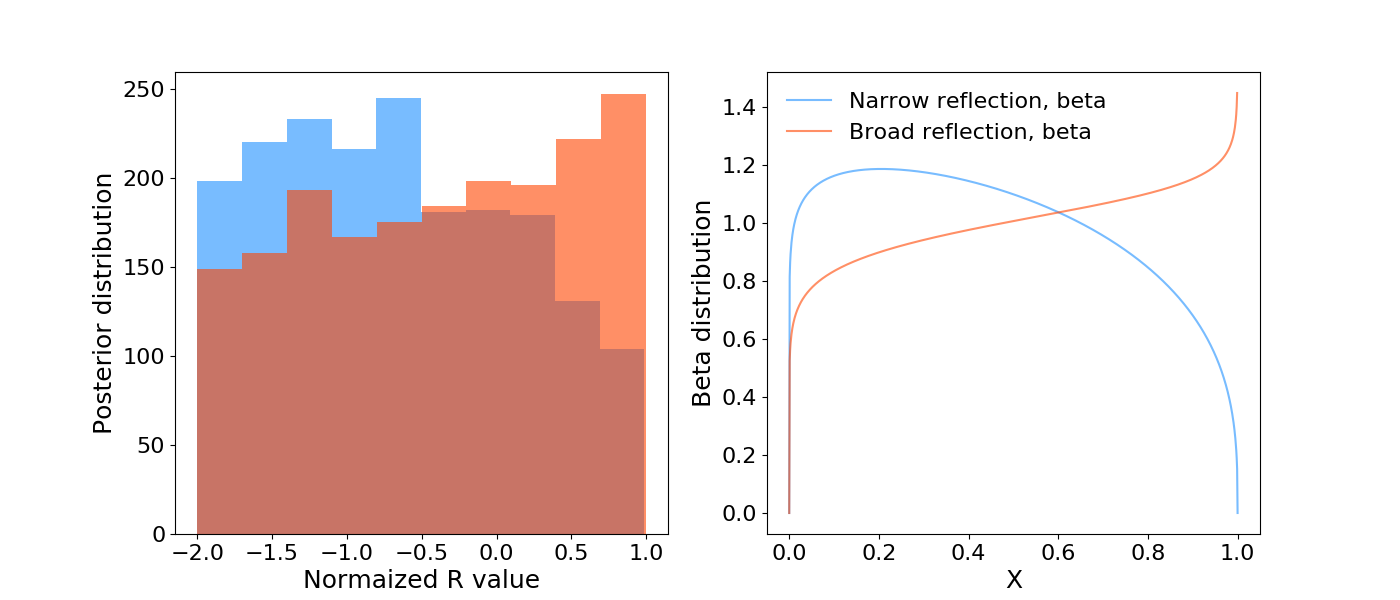 250
200
150
100
50
0
Posterior distribution
−2.0 −1.5 −1.0 −0.5 0.0 0.5 1.0
Normaized R value
Narrow reflection, beta
Broad reflection, beta
1.4
1.2
1.0
0.8
0.6
0.4
0.2
0.0
Beta distribution
0.0 0.2 0.4 0.6 0.8 1.0
X